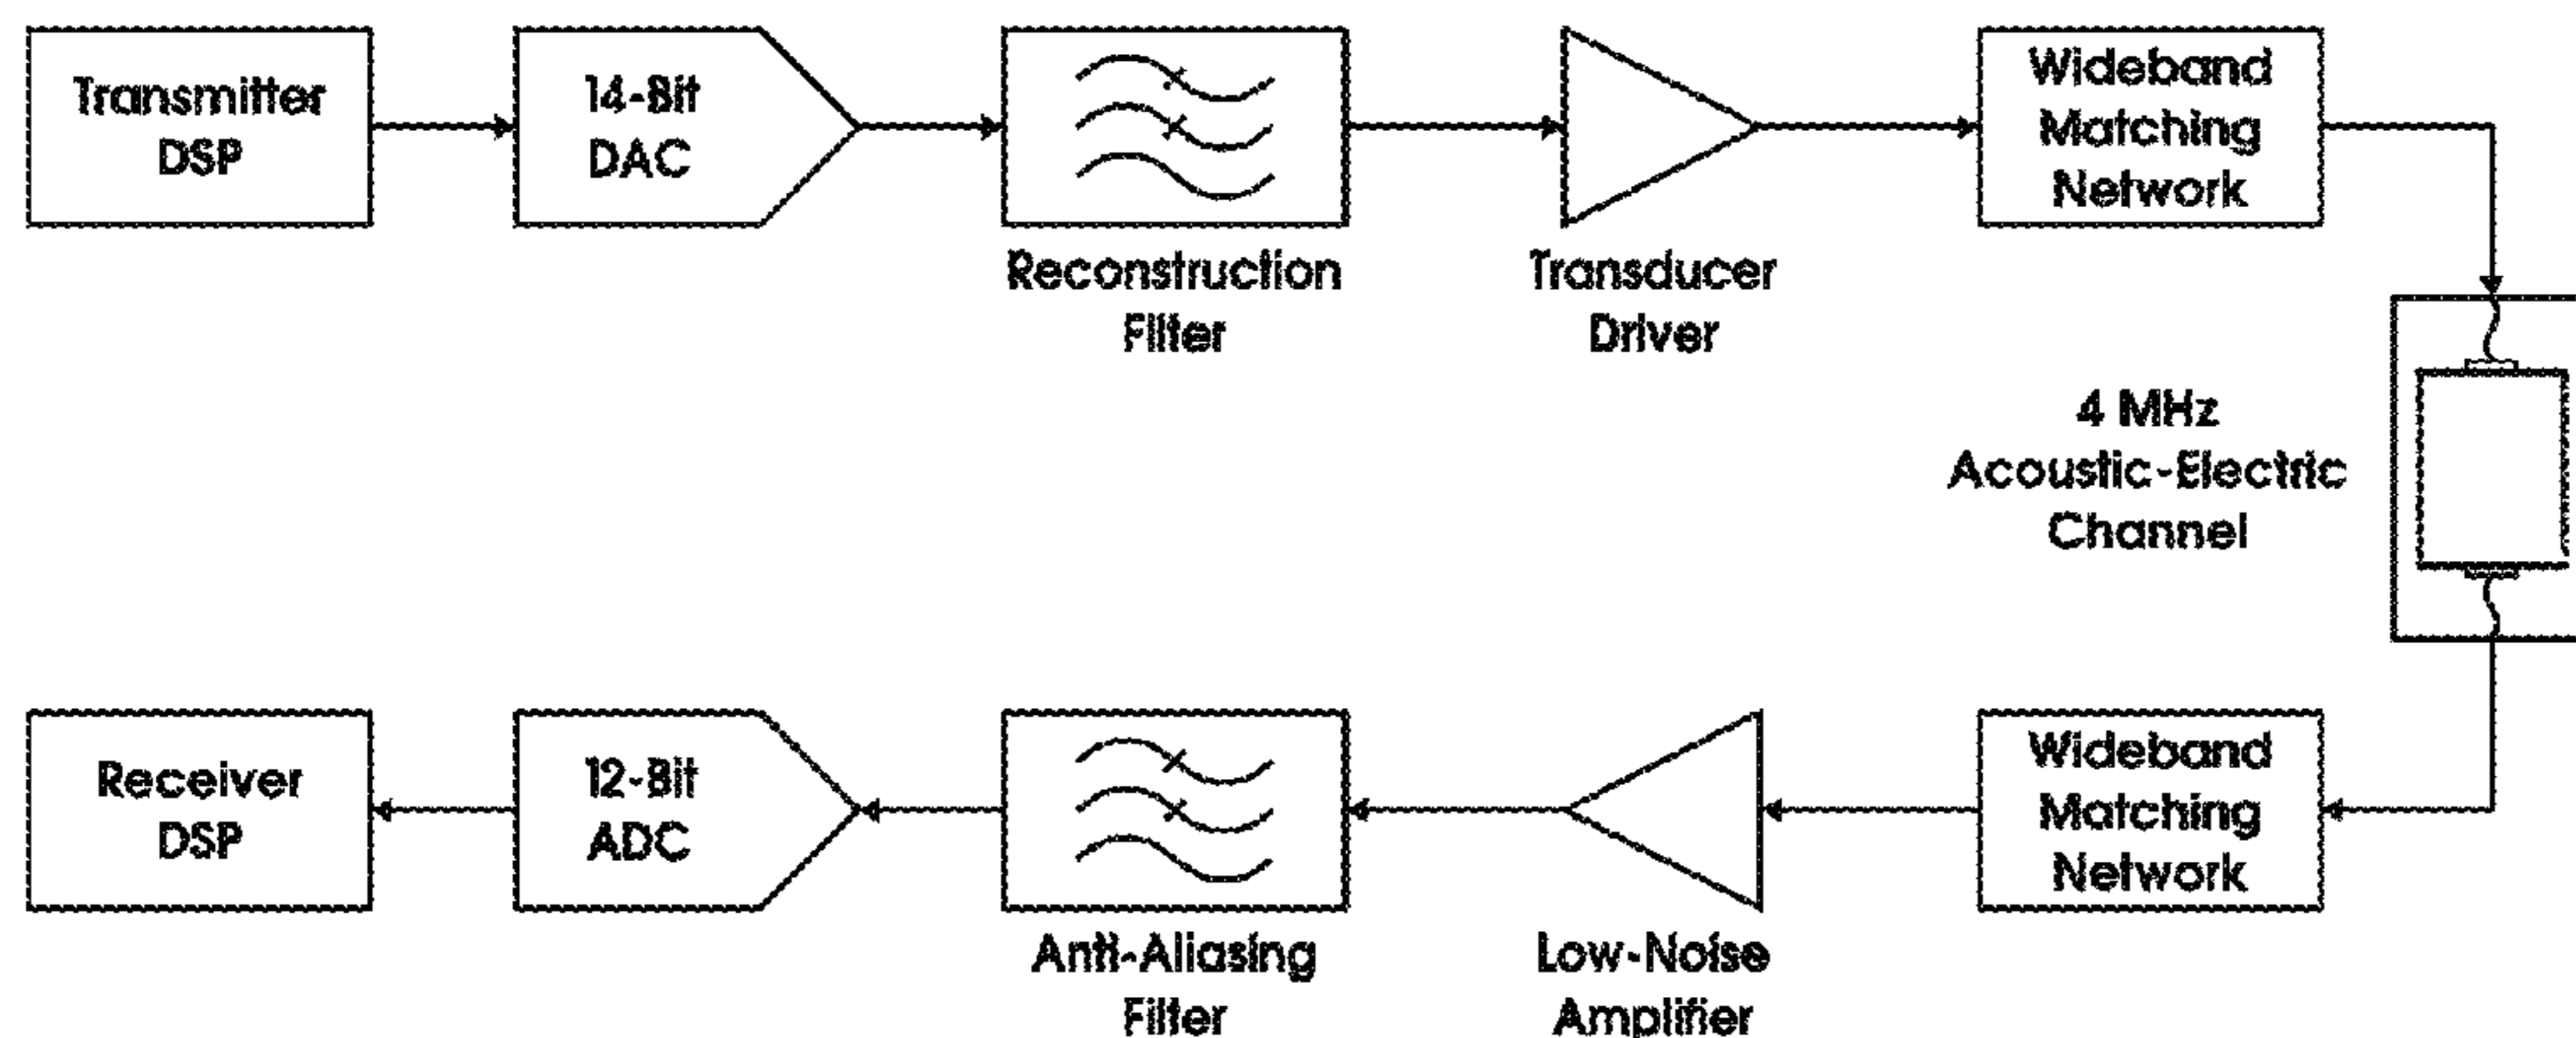 Transmitter
DSP
14-Bit
DAC
Reconstruction
Filter
Transducer
Driver
Wideband
Matching
Network
4 MHz
Acoustic-Electric
Channel
Receiver
DSP
12-Bit
ADC
Anti-Aliasing
Filter
Low-Noise
Amplifier
Wideband
Matching
Network